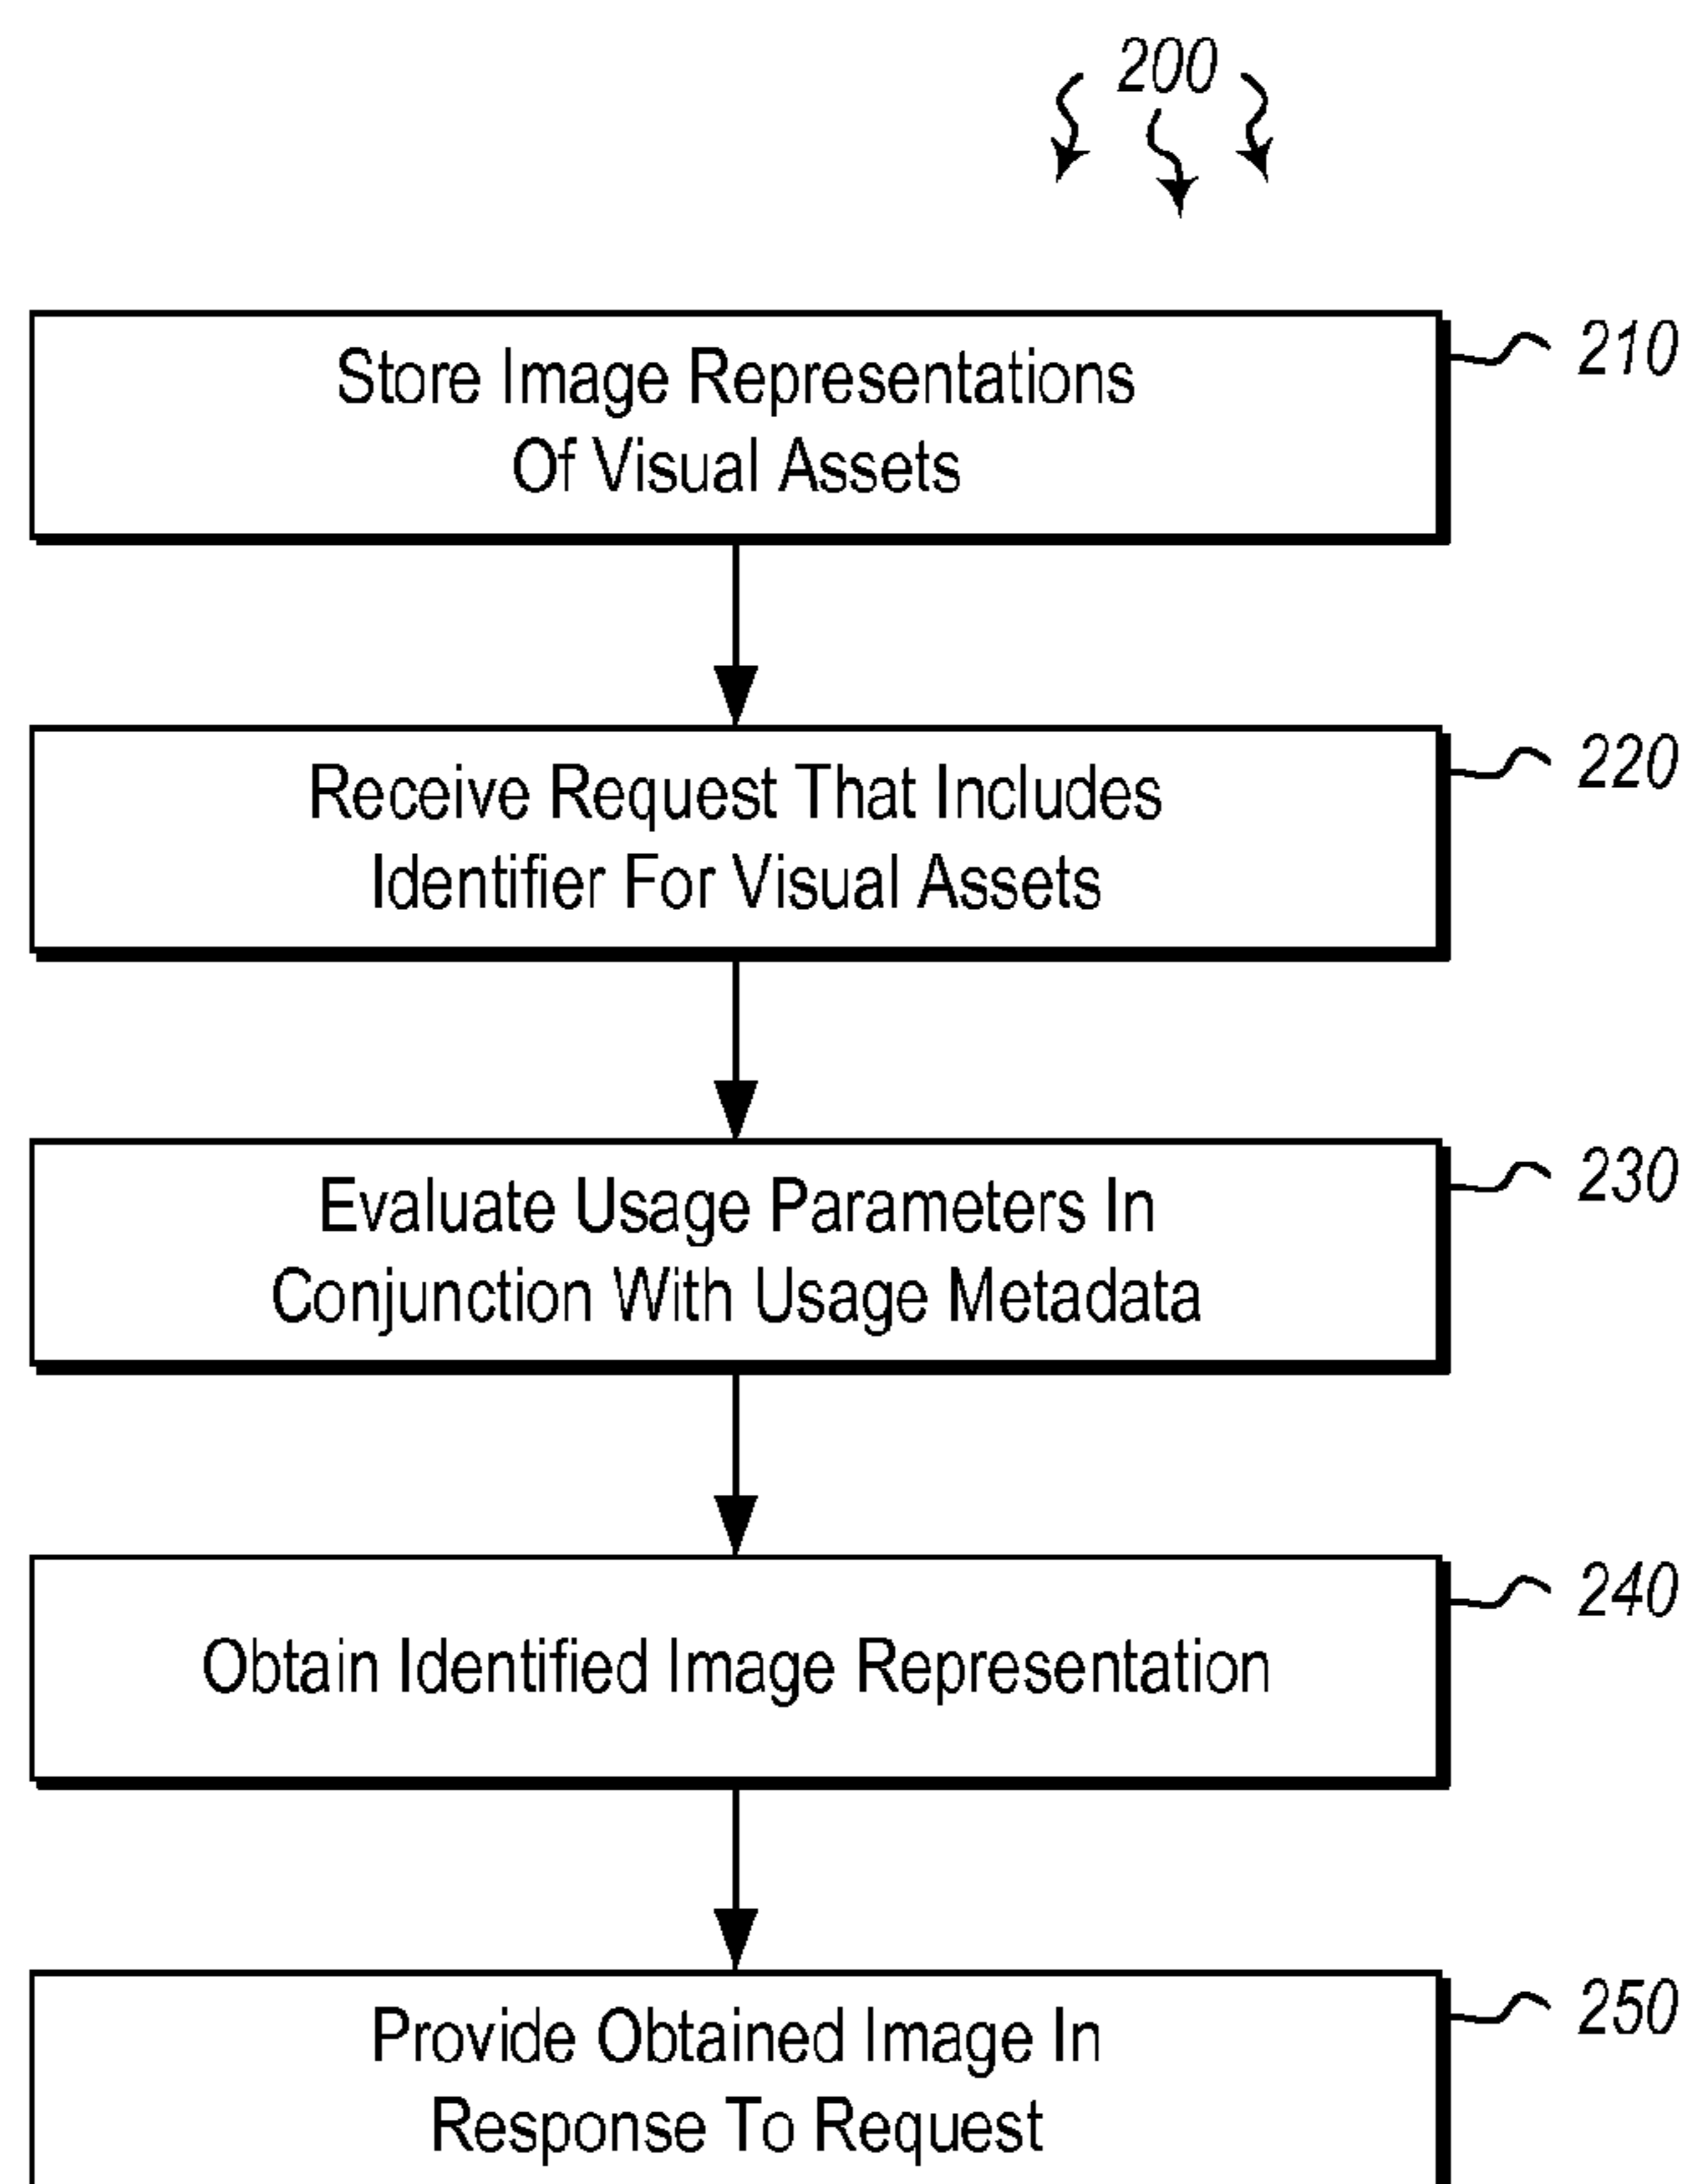 200
Store Image Representations
Of Visual Assets
210
Receive Request That Includes
Identifier For Visual Assets
220
Evaluate Usage Parameters In
Conjunction With Usage Metadata
230
Obtain Identified Image Representation
240
Provide Obtained Image In
Response To Request
250